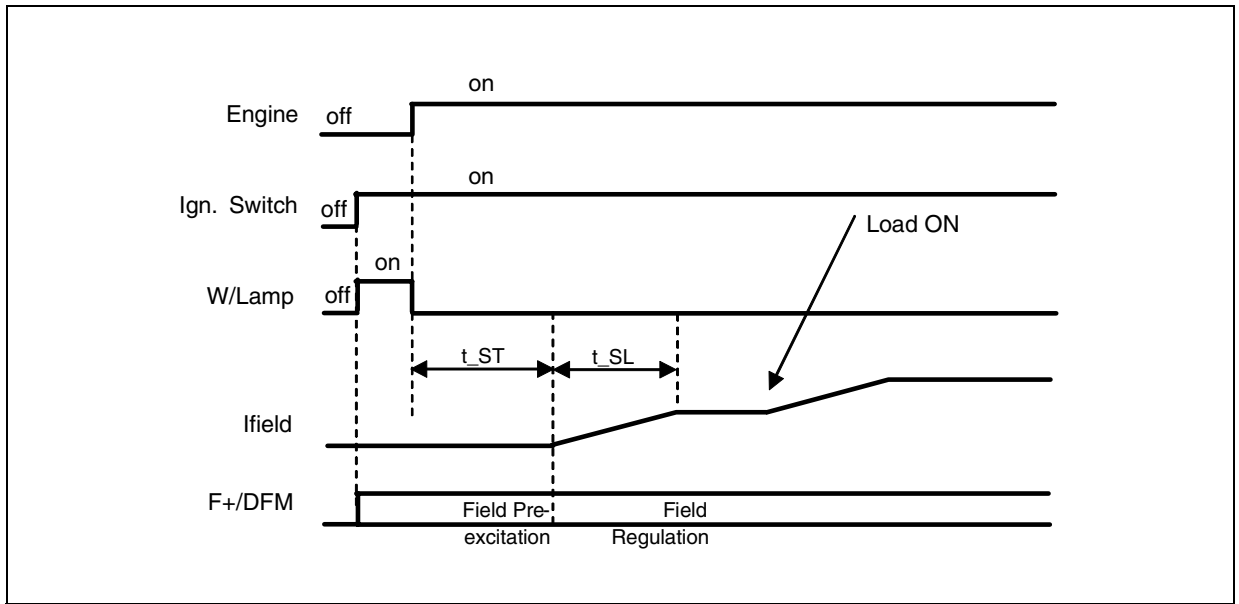 on
Engine off
on
Ign. Switch off
Load ON
on
W/Lamp off
t_ST t_SL
Ifield
F+/DFM
Field Pre- Field
excitation Regulation